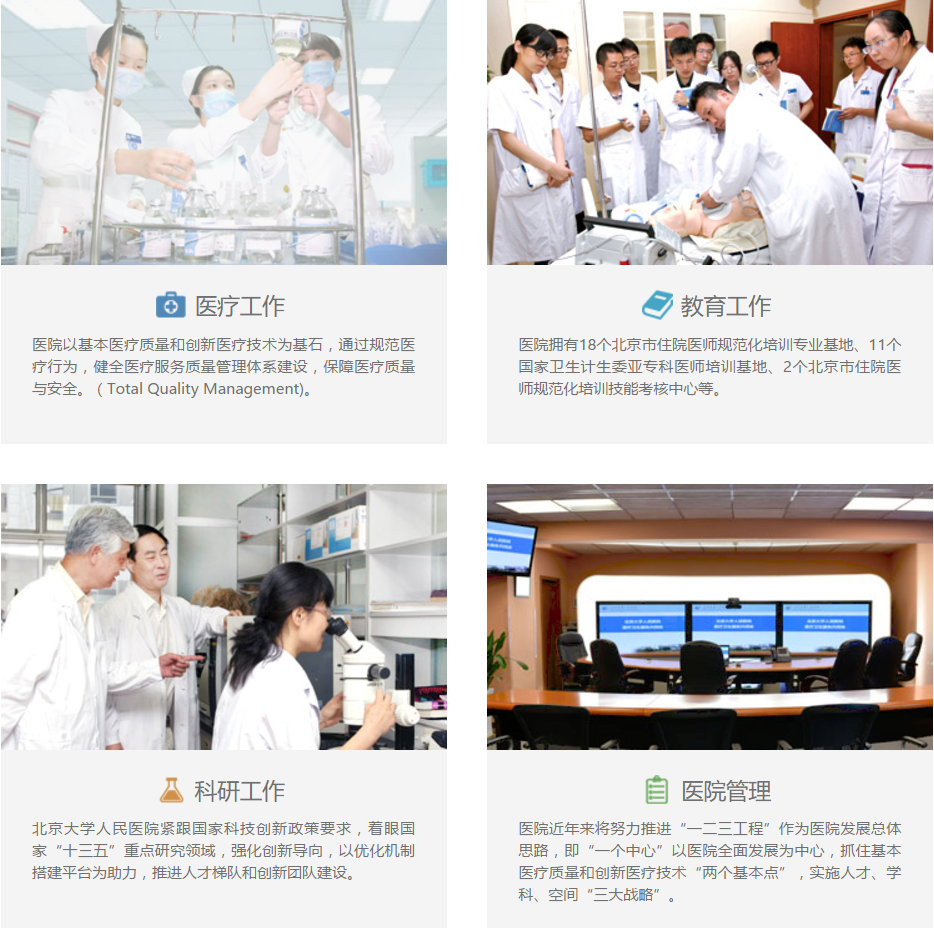 医疗工作
医院以基本医疗质量和创新医疗技术为基石，通过规范医
疗行为，健全医疗服务质量管理体系建设，保障医疗质量
与安全。（Total Quality Management)。
教育工作
医院拥有18个北京市住院医师规范化培训专业基地、11个
国家卫生计生委亚专科医师培训基地、2个北京市住院医
师规范化培训技能考核中心等。
科研工作
北京大学人民医院紧跟国家科技创新政策要求，着眼国
家“十三五”重点研究领域，强化创新导向，以优化机制
搭建平台为助力，推进人才梯队和创新团队建设。
医院管理
医院近年来将努力推进“一二三工程”作为医院发展总体
思路，即“一个中心”以医院全面发展为中心，抓住基本
医疗质量和创新医疗技术“两个基本点”，实施人才、学
科、空间“三大战略”。